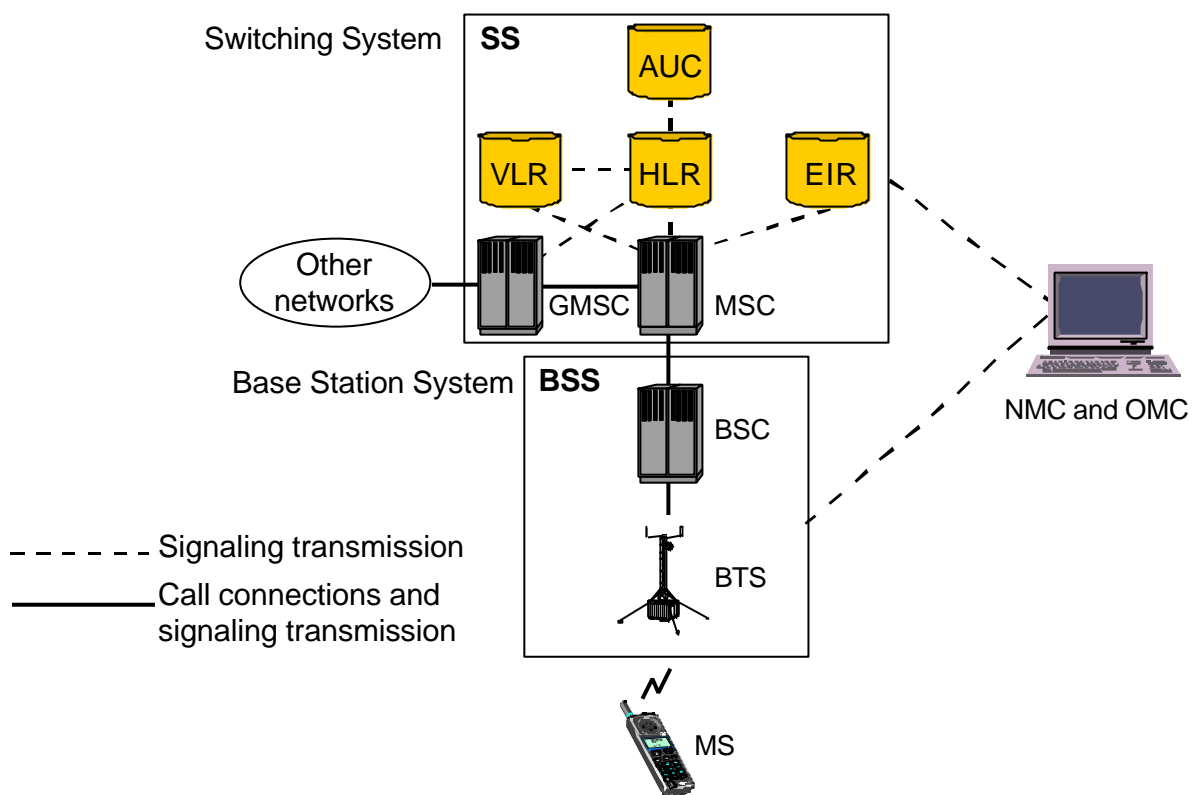 Switching System
SS
AUC
VLR
HLR
EIR
Other
networks
GMSC
MSC
Base Station System
BSS
BSC
NMC and OMC
Signaling transmission
BTS
Call connections and
signaling transmission
MS